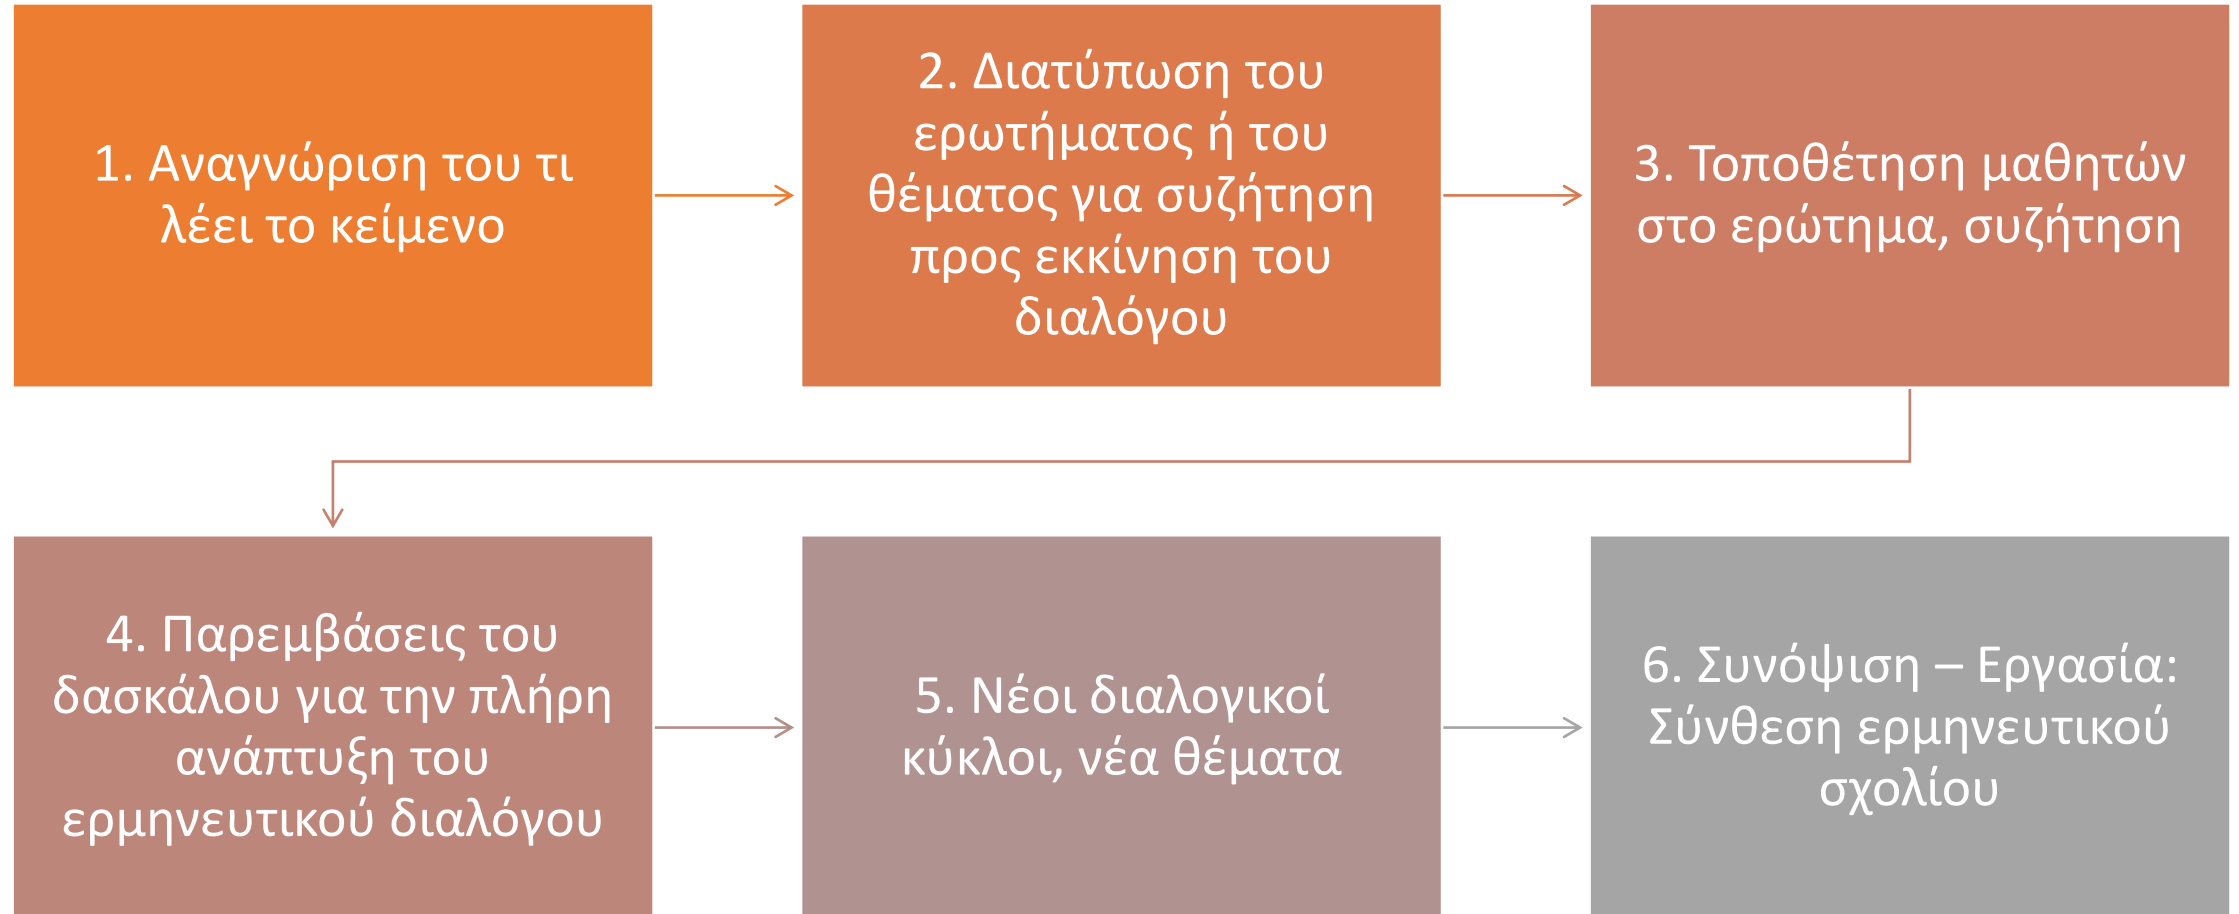 1. Αναγνώριση του τι
λέει το κείμενο
2. Διατύπωση του
ερωτήματος ή του
θέματος για συζήτηση
προς εκκίνηση του
διαλόγου
3. Τοποθέτηση μαθητών
στο ερώτημα, συζήτηση
4. Παρεμβάσεις του
δασκάλου για την πλήρη
ανάπτυξη του
ερμηνευτικού διαλόγου
5. Νέοι διαλογικοί
κύκλοι, νέα θέματα
6. Συνόψιση – Εργασία:
Σύνθεση ερμηνευτικού
σχολίου